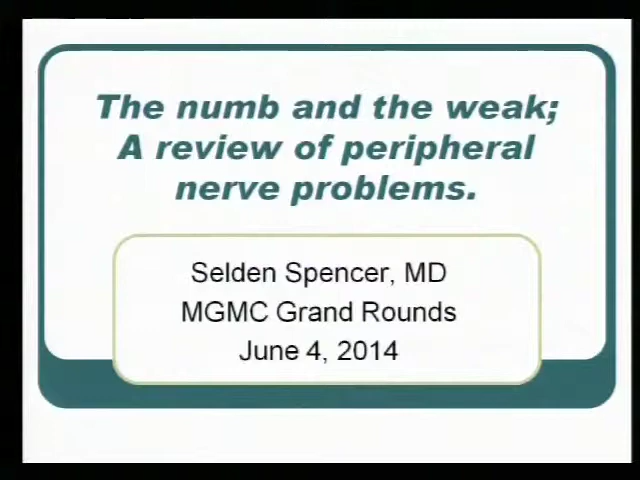 The numb and the weak;
A review of peripheral
nerve problems.
Selden Spencer, MD
MGMC Grand Rounds
June 4, 2014